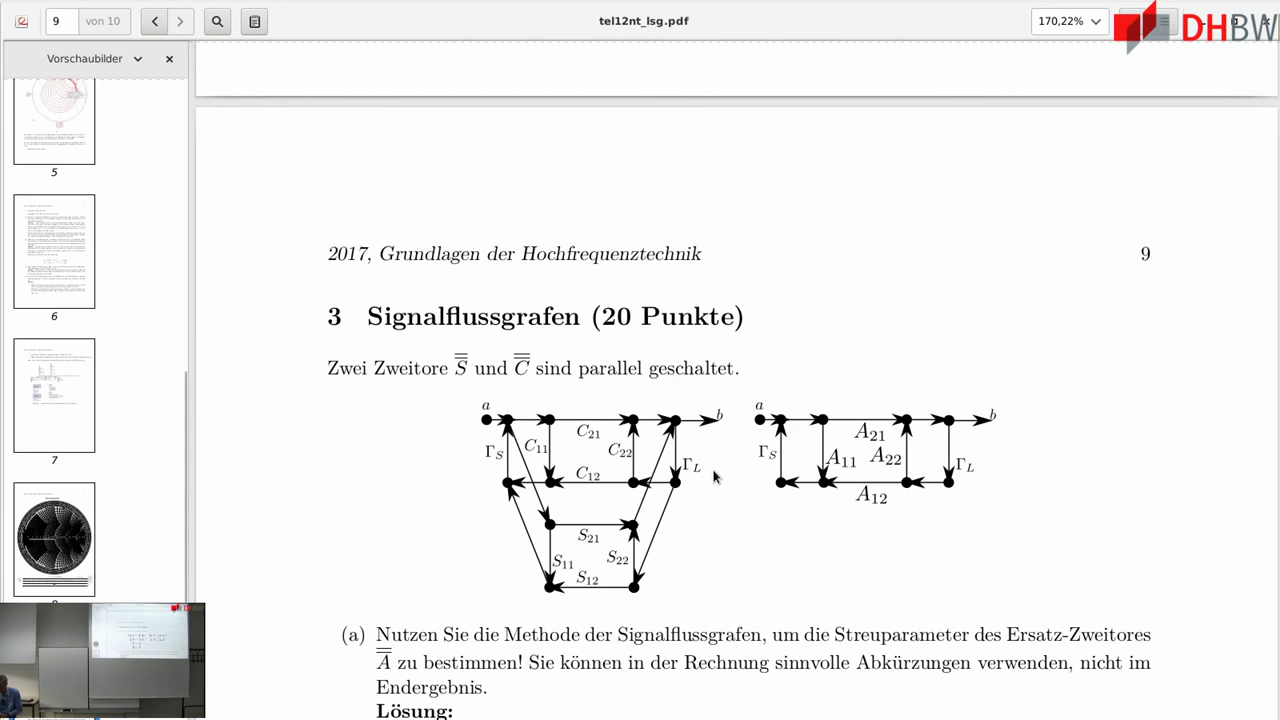 9 von 10 tel12nt_lsg.pdf 170,22% DHBW
Vorschaubilder
5
6
7
2017, Grundlagen der Hochfrequenztechnik 9
3 Signalflussgrafen (20 Punkte)
Zwei Zweitore S̿ und C̿ sind parallel geschaltet.
a b a b
Γ_S C_11 C_21 C_22 Γ_L Γ_S A_21 A_11 A_22 Γ_L
C_12 A_12
S_21
S_11 S_22
S_12
(a) Nutzen Sie die Methode der Signalflussgrafen, um die Streuparameter des Ersatz-Zweitores
A̿ zu bestimmen! Sie können in der Rechnung sinnvolle Abkürzungen verwenden, nicht im
Endergebnis.
Lösung: